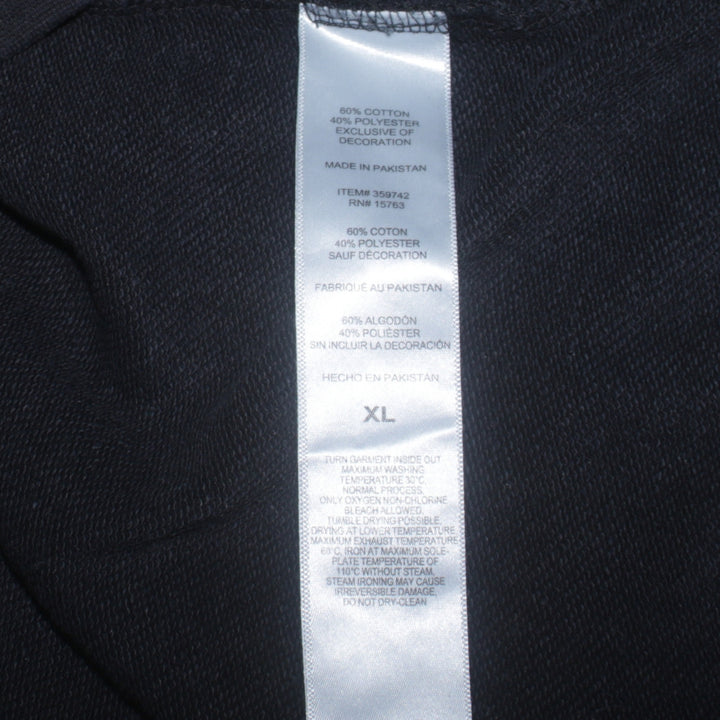 60% COTTON
40% POLYESTER
EXCLUSIVE OF
DECORATION
MADE IN PAKISTAN
ITEM# 359742
RN# 15763
60% COTON
40% POLYESTER
SAUF DÉCORATION
FABRIQUÉ AU PAKISTAN
60% ALGODÓN
40% POLIÉSTER
SIN INCLUIR LA DECORACIÓN
HECHO EN PAKISTAN
XL
TURN GARMENT INSIDE OUT
MAXIMUM WASHING
TEMPERATURE 30°C,
NORMAL PROCESS,
ONLY OXYGEN NON-CHLORINE
BLEACH ALLOWED,
TUMBLE DRYING POSSIBLE,
DRYING AT LOWER TEMPERATURE
MAXIMUM EXHAUST TEMPERATURE
60°C, IRON AT MAXIMUM SOLE-
PLATE TEMPERATURE OF
110°C WITHOUT STEAM,
STEAM IRONING MAY CAUSE
IRREVERSIBLE DAMAGE,
DO NOT DRY-CLEAN